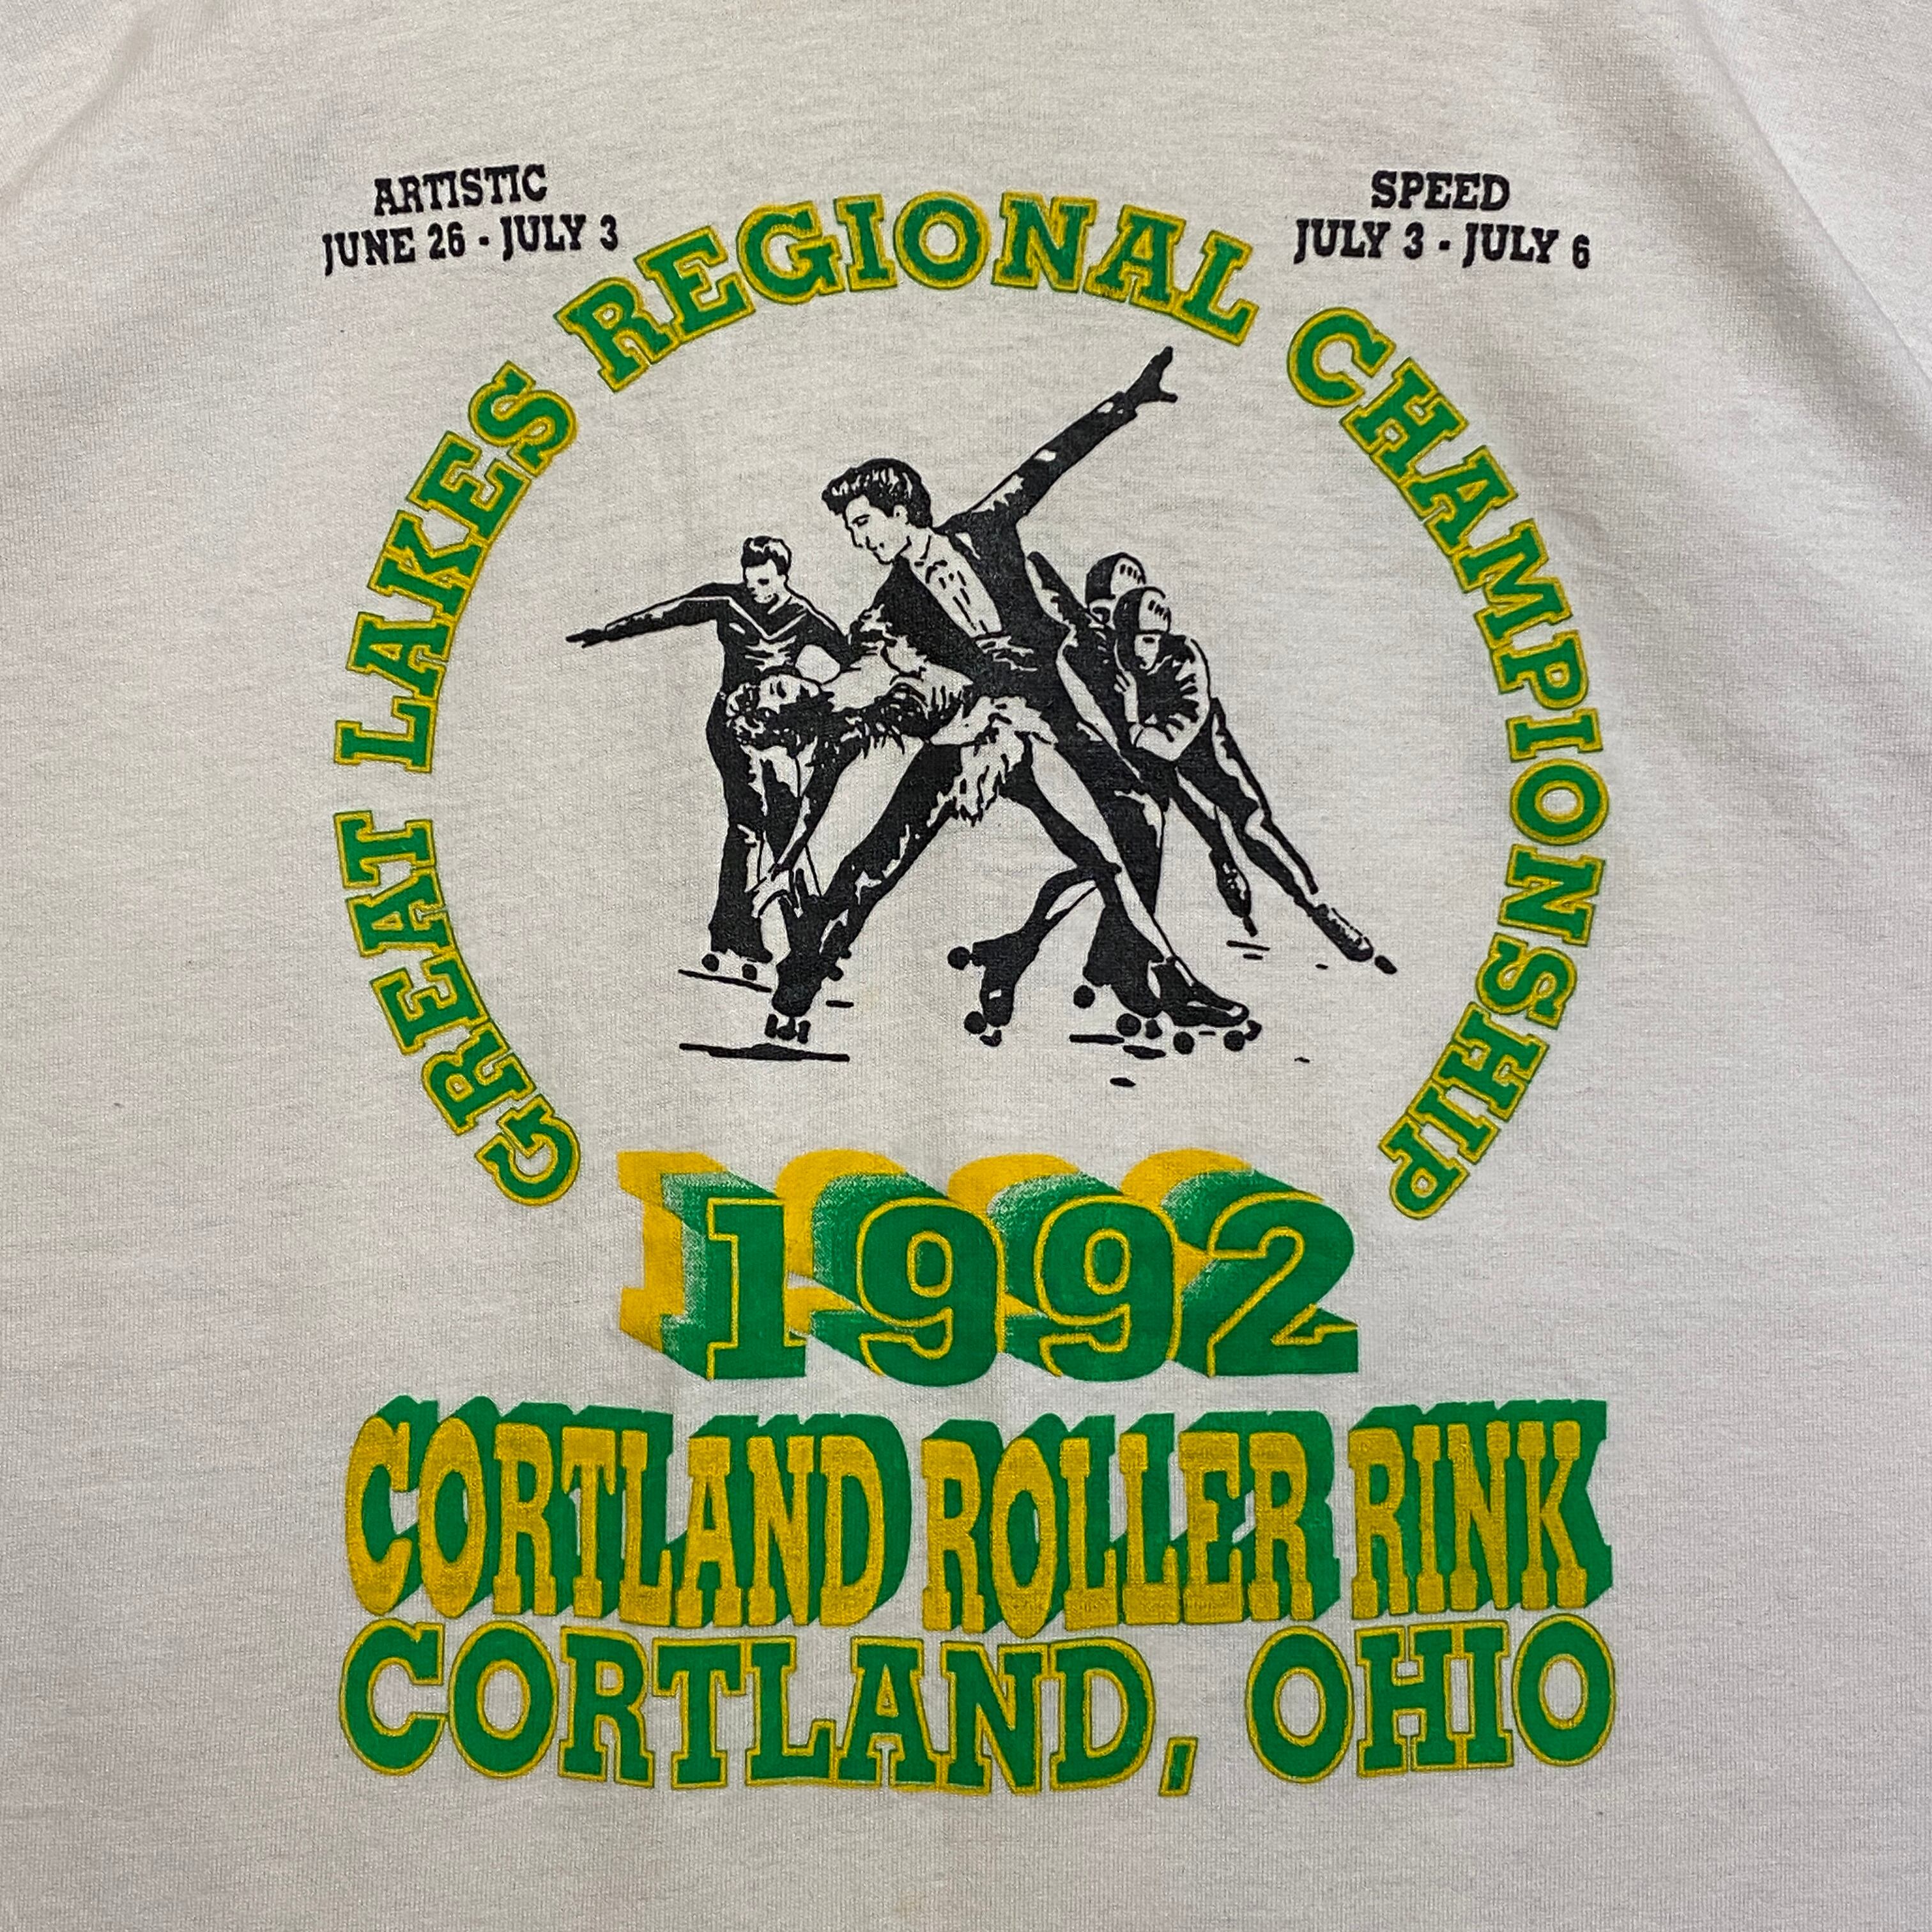 ARTISTIC
JUNE 26 - JULY 3
SPEED
JULY 3 - JULY 6
GREAT LAKES REGIONAL CHAMPIONSHIP
1992
CORTLAND ROLLER RINK
CORTLAND, OHIO